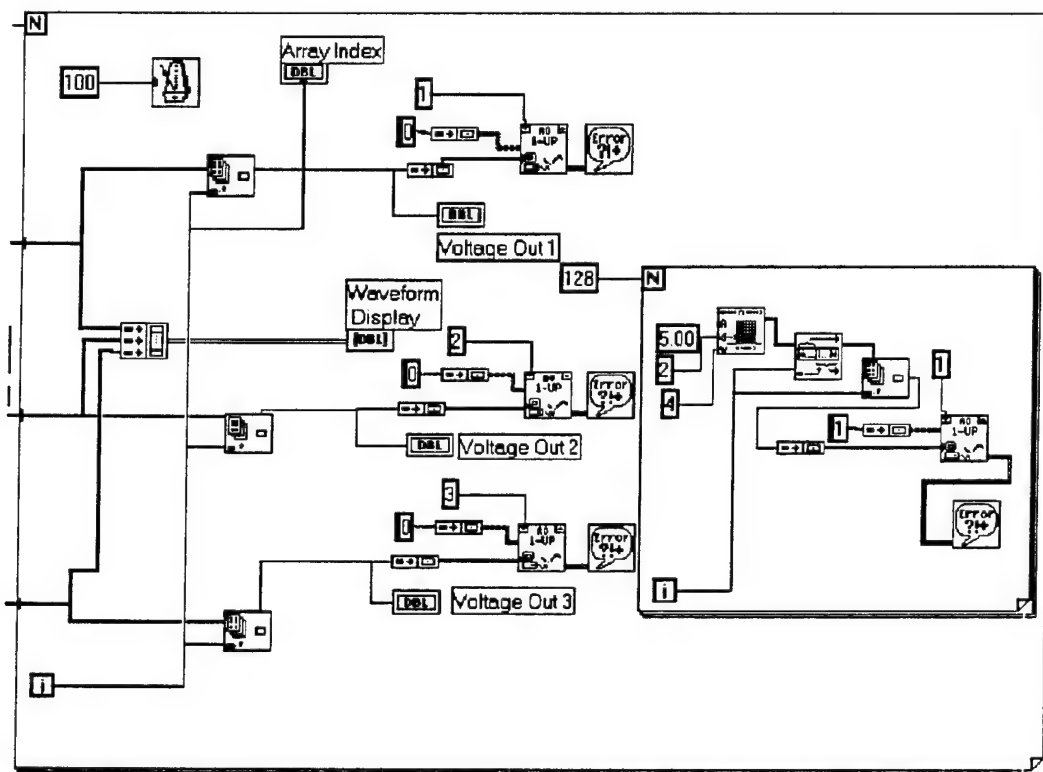 N
Array Index
DBL
100
1
0
AO
1-UP
Error
?!+
DBL
Voltage Out 1
128
N
Waveform
Display
[DBL]
2
0
1-UP
Error
?!+
DBL
Voltage Out 2
5.00
2
4
1
1
AO
1-UP
Error
?!+
3
0
AO
1-UP
Error
?!+
DBL
Voltage Out 3
i
i